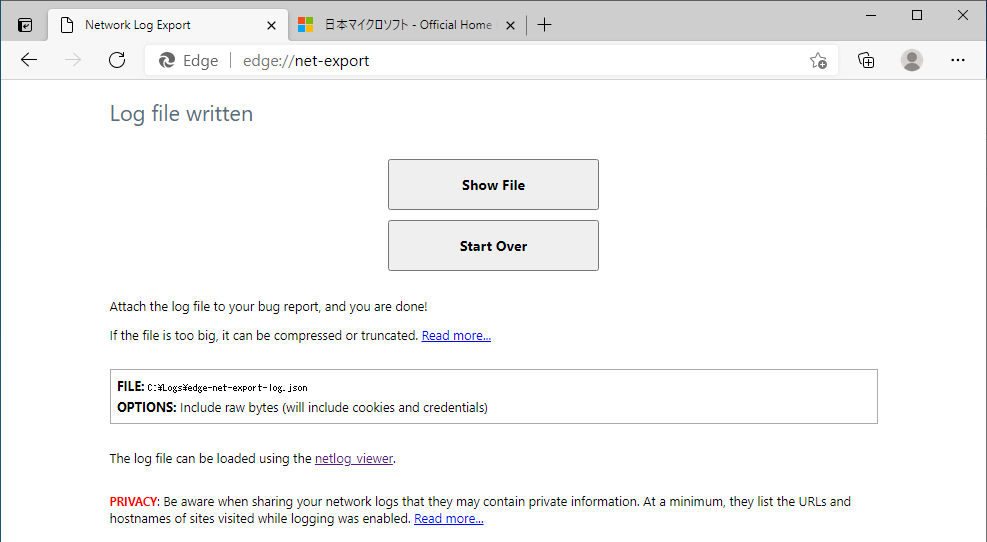 Network Log Export
日本マイクロソフト - Official Home
Edge
edge://net-export
Log file written
Show File
Start Over
Attach the log file to your bug report, and you are done!
If the file is too big, it can be compressed or truncated. Read more...
FILE: C:¥Logs¥edge-net-export-log.json
OPTIONS: Include raw bytes (will include cookies and credentials)
The log file can be loaded using the netlog_viewer.
PRIVACY: Be aware when sharing your network logs that they may contain private information. At a minimum, they list the URLs and
hostnames of sites visited while logging was enabled. Read more...